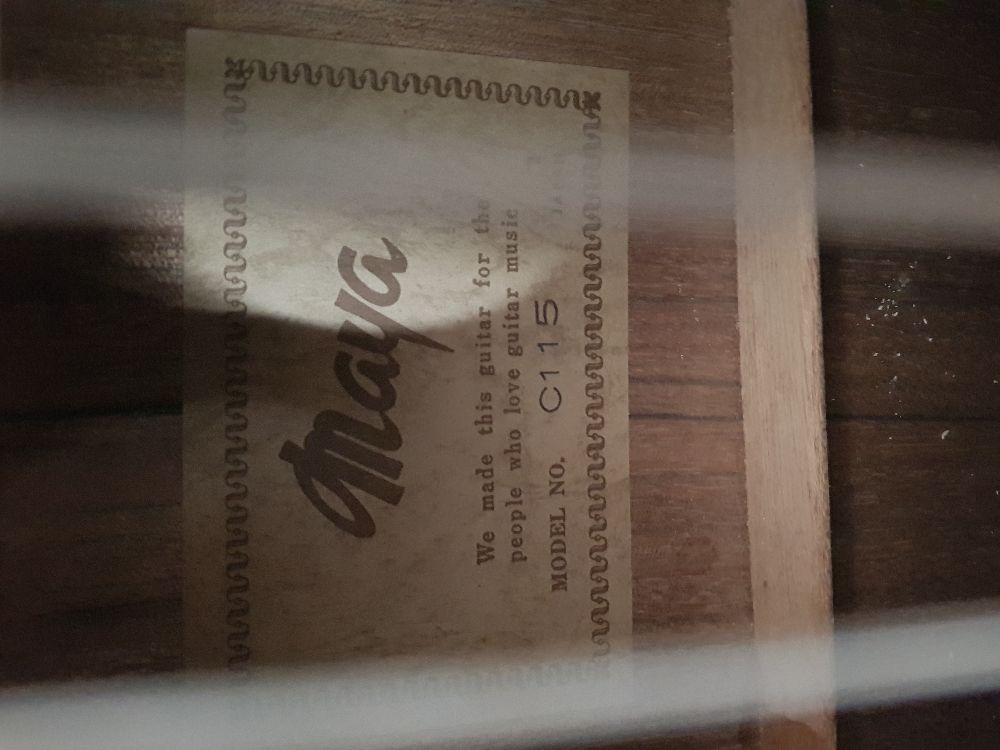 Maya
We made this guitar for the
people who love guitar music
MODEL NO. C115